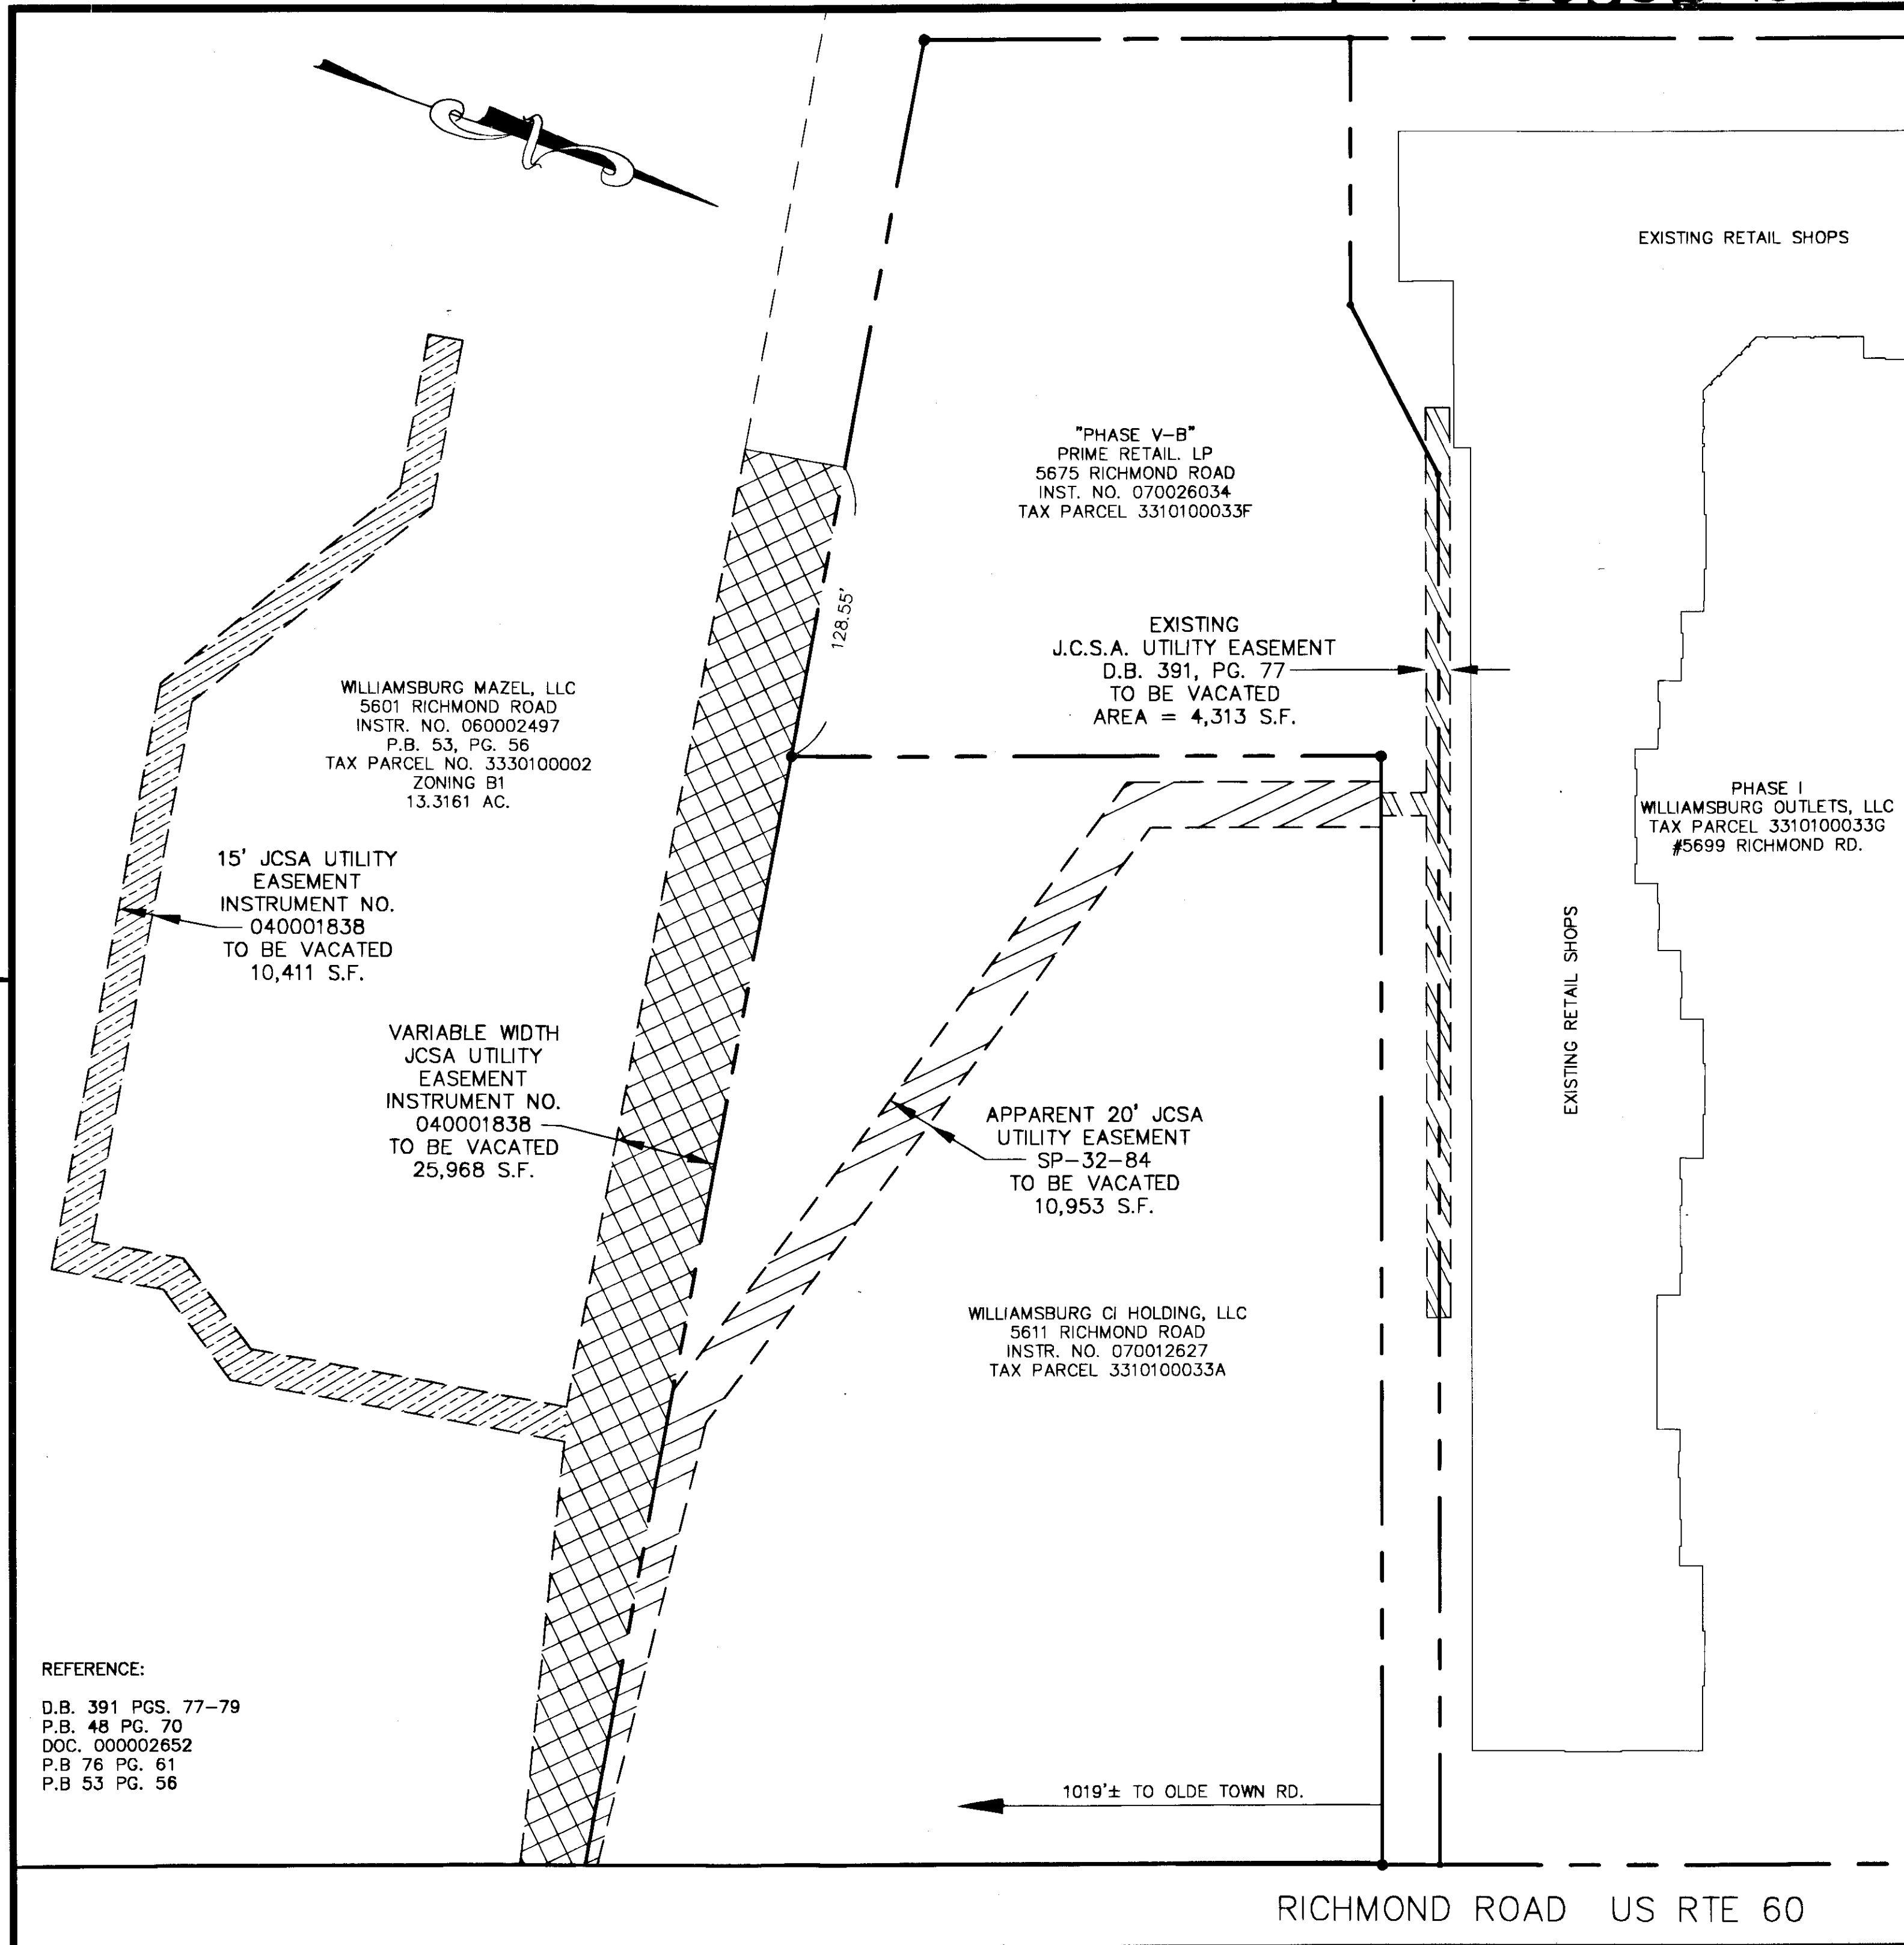 EXISTING RETAIL SHOPS
"PHASE V-B"
PRIME RETAIL. LP
5675 RICHMOND ROAD
INST. NO. 070026034
TAX PARCEL 3310100033F
128.55'
EXISTING
J.C.S.A. UTILITY EASEMENT
D.B. 391, PG. 77
TO BE VACATED
AREA = 4,313 S.F.
WILLIAMSBURG MAZEL, LLC
5601 RICHMOND ROAD
INSTR. NO. 060002497
P.B. 53, PG. 56
TAX PARCEL NO. 3330100002
ZONING B1
13.3161 AC.
PHASE I
WILLIAMSBURG OUTLETS, LLC
TAX PARCEL 3310100033G
#5699 RICHMOND RD.
15' JCSA UTILITY
EASEMENT
INSTRUMENT NO.
040001838
TO BE VACATED
10,411 S.F.
EXISTING RETAIL SHOPS
VARIABLE WIDTH
JCSA UTILITY
EASEMENT
INSTRUMENT NO.
040001838
TO BE VACATED
25,968 S.F.
APPARENT 20' JCSA
UTILITY EASEMENT
SP-32-84
TO BE VACATED
10,953 S.F.
WILLIAMSBURG CI HOLDING, LLC
5611 RICHMOND ROAD
INSTR. NO. 070012627
TAX PARCEL 3310100033A
REFERENCE:
D.B. 391 PGS. 77-79
P.B. 48 PG. 70
DOC. 000002652
P.B 76 PG. 61
P.B 53 PG. 56
1019'± TO OLDE TOWN RD.
RICHMOND ROAD US RTE 60